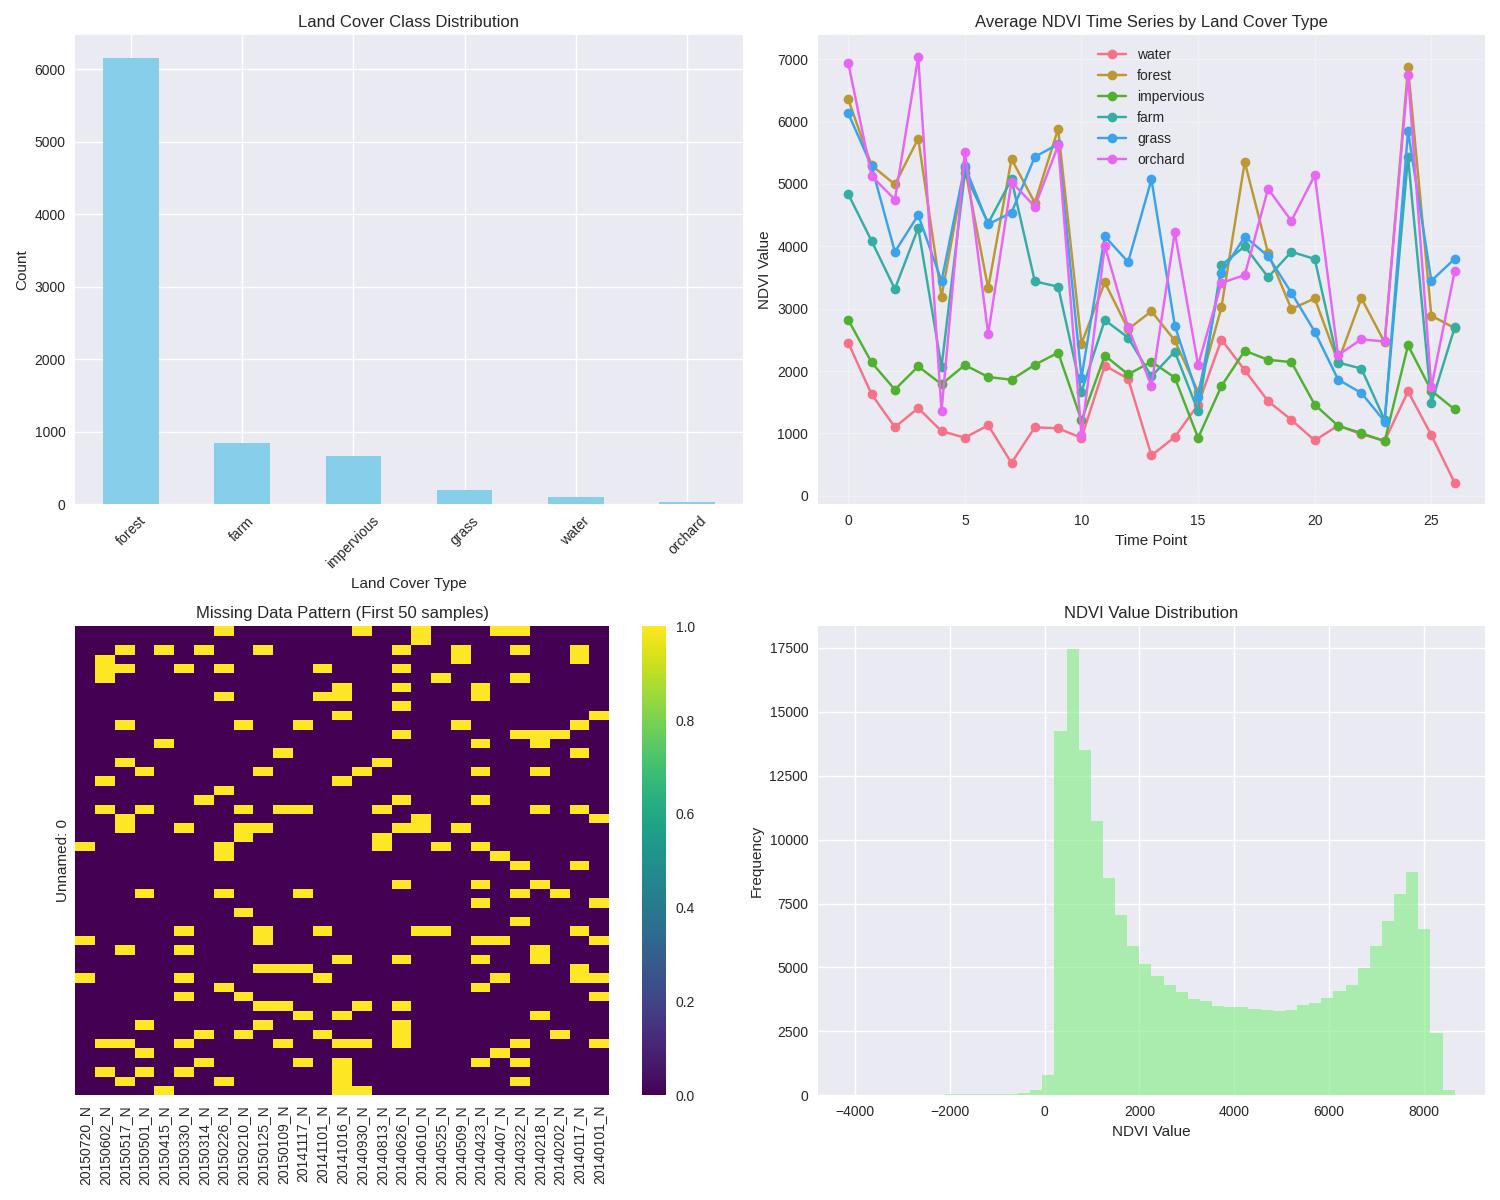 Land Cover Class Distribution
6000
5000
4000
3000
2000
1000
0
Count
forest
farm
impervious
grass
water
orchard
Land Cover Type
Average NDVI Time Series by Land Cover Type
water
forest
impervious
farm
grass
orchard
7000
6000
5000
4000
3000
2000
1000
0
NDVI Value
0
5
10
15
20
25
Time Point
Missing Data Pattern (First 50 samples)
Unnamed: 0
20150720_N
20150602_N
20150517_N
20150501_N
20150415_N
20150330_N
20150314_N
20150226_N
20150210_N
20150125_N
20150109_N
20141117_N
20141101_N
20141016_N
20140930_N
20140813_N
20140626_N
20140610_N
20140525_N
20140509_N
20140423_N
20140407_N
20140322_N
20140218_N
20140202_N
20140117_N
20140101_N
1.0
0.8
0.6
0.4
0.2
0.0
NDVI Value Distribution
17500
15000
12500
10000
7500
5000
2500
0
Frequency
−4000
−2000
0
2000
4000
6000
8000
NDVI Value